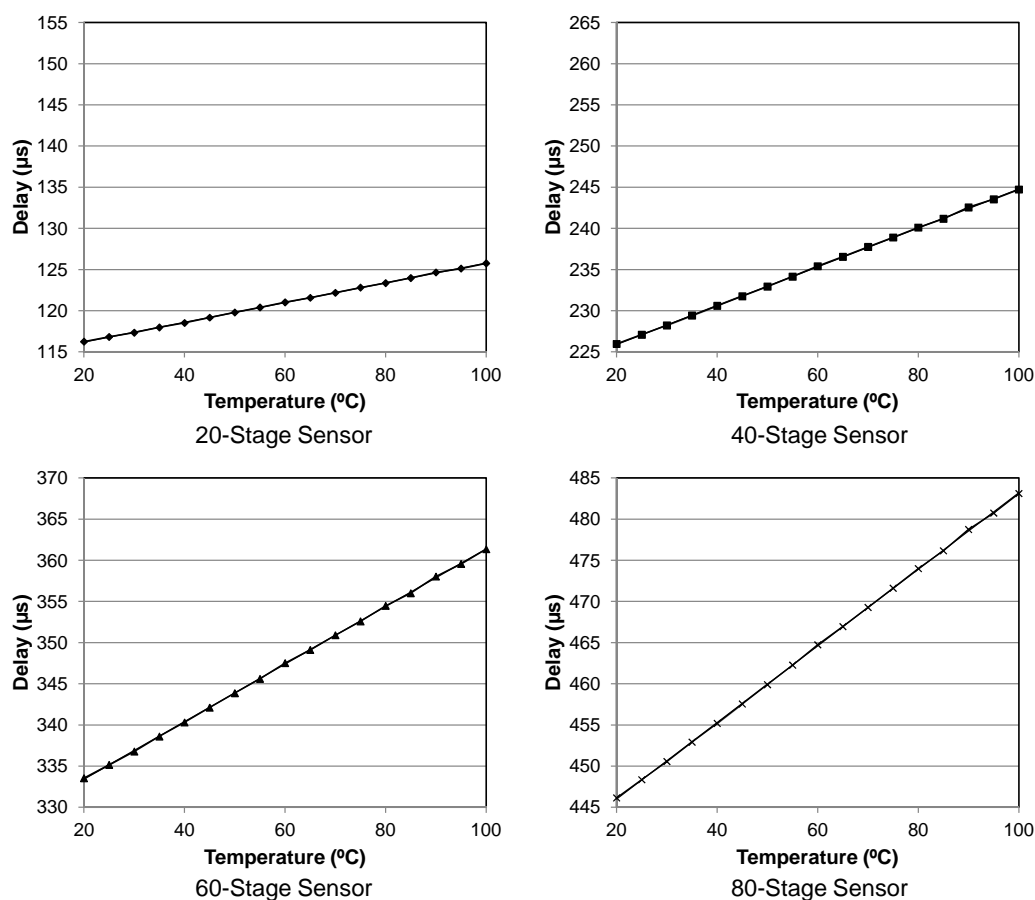 155
150
145
140
135
130
125
120
115
Delay (µs)
20 40 60 80 100
Temperature (ºC)
20-Stage Sensor
265
260
255
250
245
240
235
230
225
Delay (µs)
20 40 60 80 100
Temperature (ºC)
40-Stage Sensor
370
365
360
355
350
345
340
335
330
Delay (µs)
20 40 60 80 100
Temperature (ºC)
60-Stage Sensor
485
480
475
470
465
460
455
450
445
Delay (µs)
20 40 60 80 100
Temperature (ºC)
80-Stage Sensor